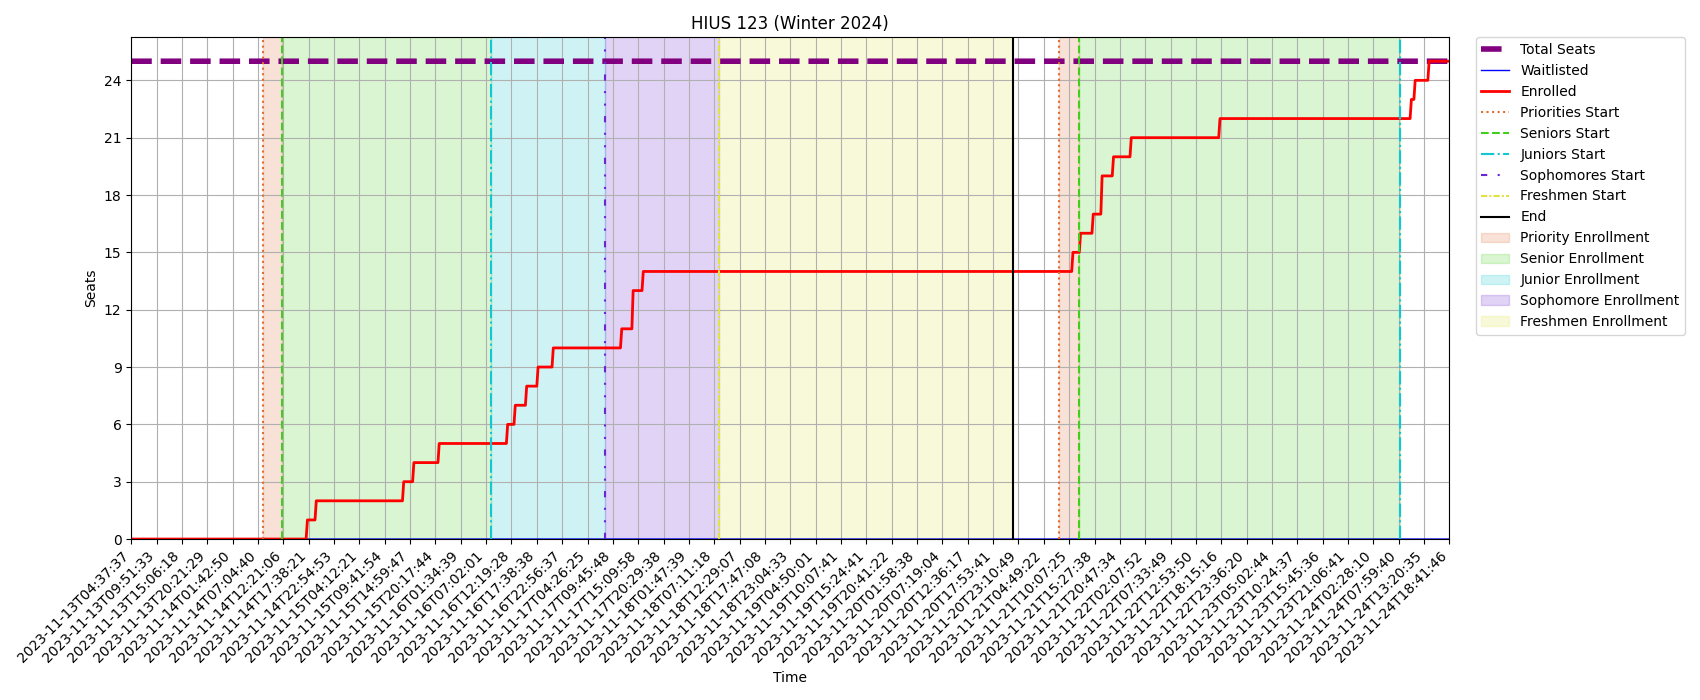 HIUS 123 (Winter 2024)
Total Seats
Waitlisted
Enrolled
Priorities Start
Seniors Start
Juniors Start
Sophomores Start
Freshmen Start
End
Priority Enrollment
Senior Enrollment
Junior Enrollment
Sophomore Enrollment
Freshmen Enrollment
Seats
24
21
18
15
12
9
6
3
0
2023-11-13T04:37:37
2023-11-13T09:51:33
2023-11-13T15:06:18
2023-11-13T20:21:29
2023-11-14T01:42:50
2023-11-14T07:04:40
2023-11-14T12:21:06
2023-11-14T17:38:21
2023-11-14T22:54:53
2023-11-15T04:12:21
2023-11-15T09:41:54
2023-11-15T14:59:47
2023-11-15T20:17:44
2023-11-16T01:34:39
2023-11-16T07:02:01
2023-11-16T12:19:28
2023-11-16T17:38:38
2023-11-16T22:56:37
2023-11-17T04:26:25
2023-11-17T09:45:48
2023-11-17T15:09:58
2023-11-17T20:29:38
2023-11-18T01:47:39
2023-11-18T07:11:18
2023-11-18T12:29:07
2023-11-18T17:47:08
2023-11-18T23:04:33
2023-11-19T04:50:01
2023-11-19T10:07:41
2023-11-19T15:24:41
2023-11-19T20:41:22
2023-11-20T01:58:38
2023-11-20T07:19:04
2023-11-20T12:36:17
2023-11-20T17:53:41
2023-11-20T23:10:49
2023-11-21T04:49:22
2023-11-21T10:07:25
2023-11-21T15:27:38
2023-11-21T20:47:34
2023-11-22T02:07:52
2023-11-22T07:33:49
2023-11-22T12:53:50
2023-11-22T18:15:16
2023-11-22T23:36:20
2023-11-23T05:02:44
2023-11-23T10:24:37
2023-11-23T15:45:36
2023-11-23T21:06:41
2023-11-24T02:28:10
2023-11-24T07:59:40
2023-11-24T13:20:35
2023-11-24T18:41:46
Time